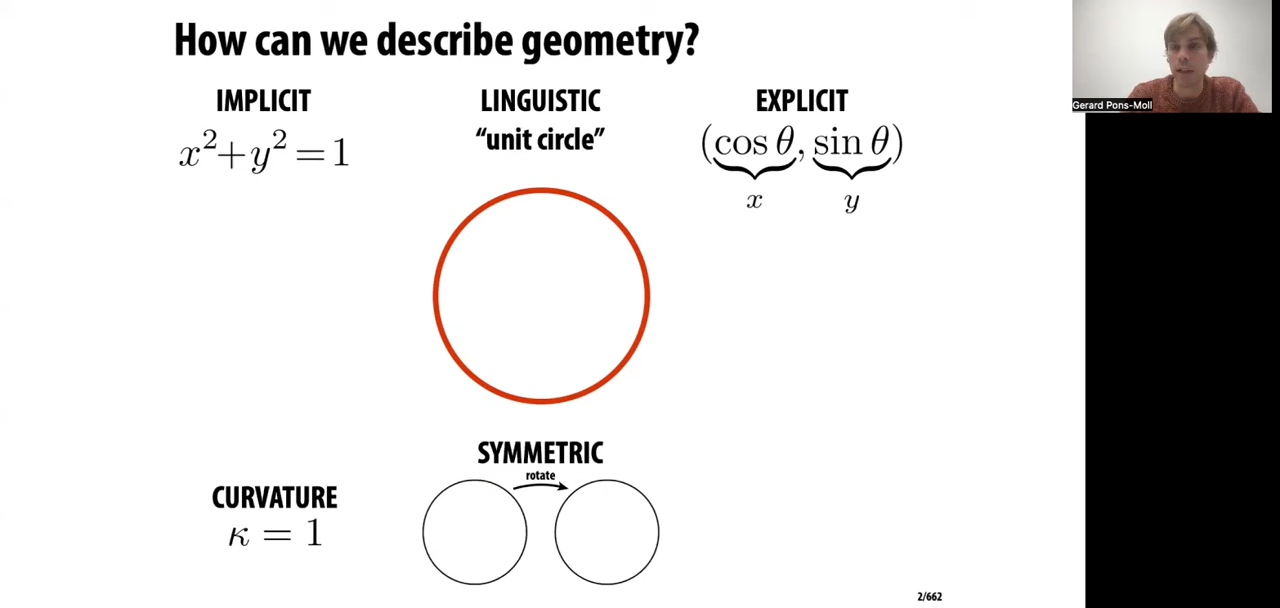 How can we describe geometry?
IMPLICIT
x² + y² = 1
LINGUISTIC
“unit circle”
EXPLICIT
(cos θ, sin θ)
x y
SYMMETRIC
rotate
CURVATURE
κ = 1
2/662
Gerard Pons-Moll